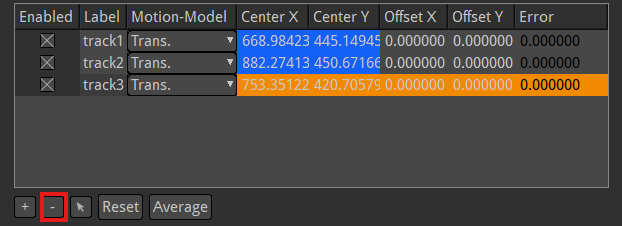 Enabled Label Motion-Model Center X Center Y Offset X Offset Y Error
track1 Trans. 668.98423 445.14945 0.000000 0.000000 0.000000
track2 Trans. 882.27413 450.67166 0.000000 0.000000 0.000000
track3 Trans. 753.35122 420.70579 0.000000 0.000000 0.000000
+ - Reset Average